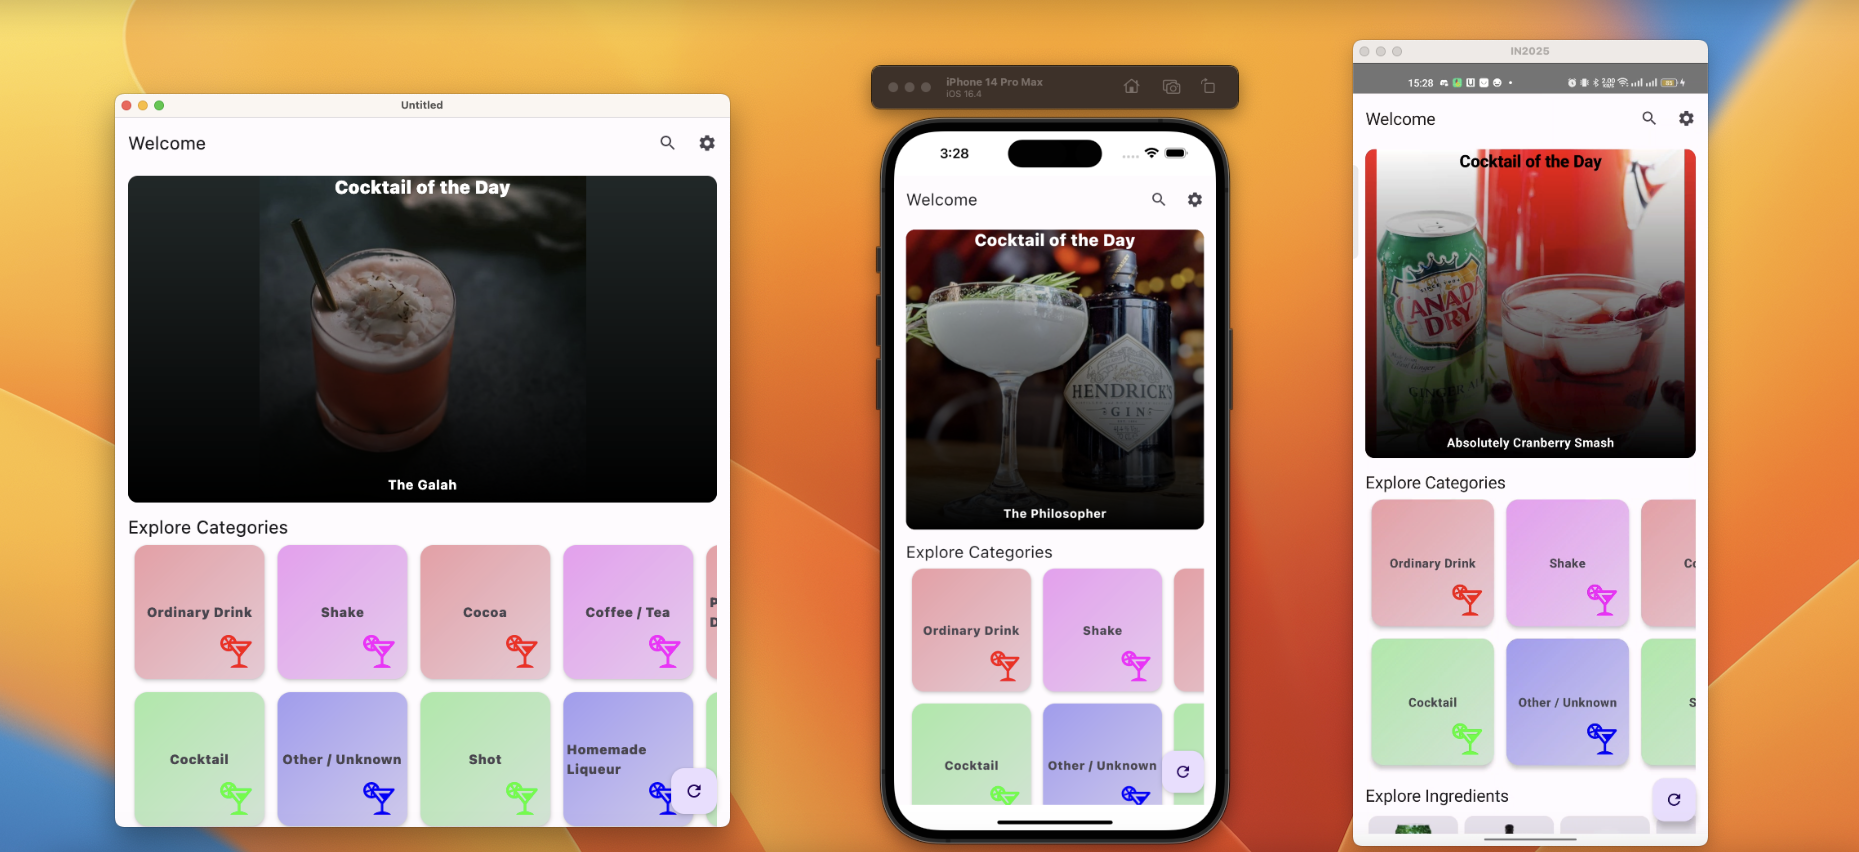 Untitled
Welcome
Cocktail of the Day
The Galah
Explore Categories
Ordinary Drink
Shake
Cocoa
Coffee / Tea
P
D
Cocktail
Other / Unknown
Shot
Homemade
Liqueur
iPhone 14 Pro Max
iOS 16.4
3:28
Welcome
Cocktail of the Day
HENDRICK'S
GIN
The Philosopher
Explore Categories
Ordinary Drink
Shake
Cocktail
Other / Unknown
IN2025
15:28
Welcome
Cocktail of the Day
CANADA
DRY
GINGER
Absolutely Cranberry Smash
Explore Categories
Ordinary Drink
Shake
Co
Cocktail
Other / Unknown
S
Explore Ingredients